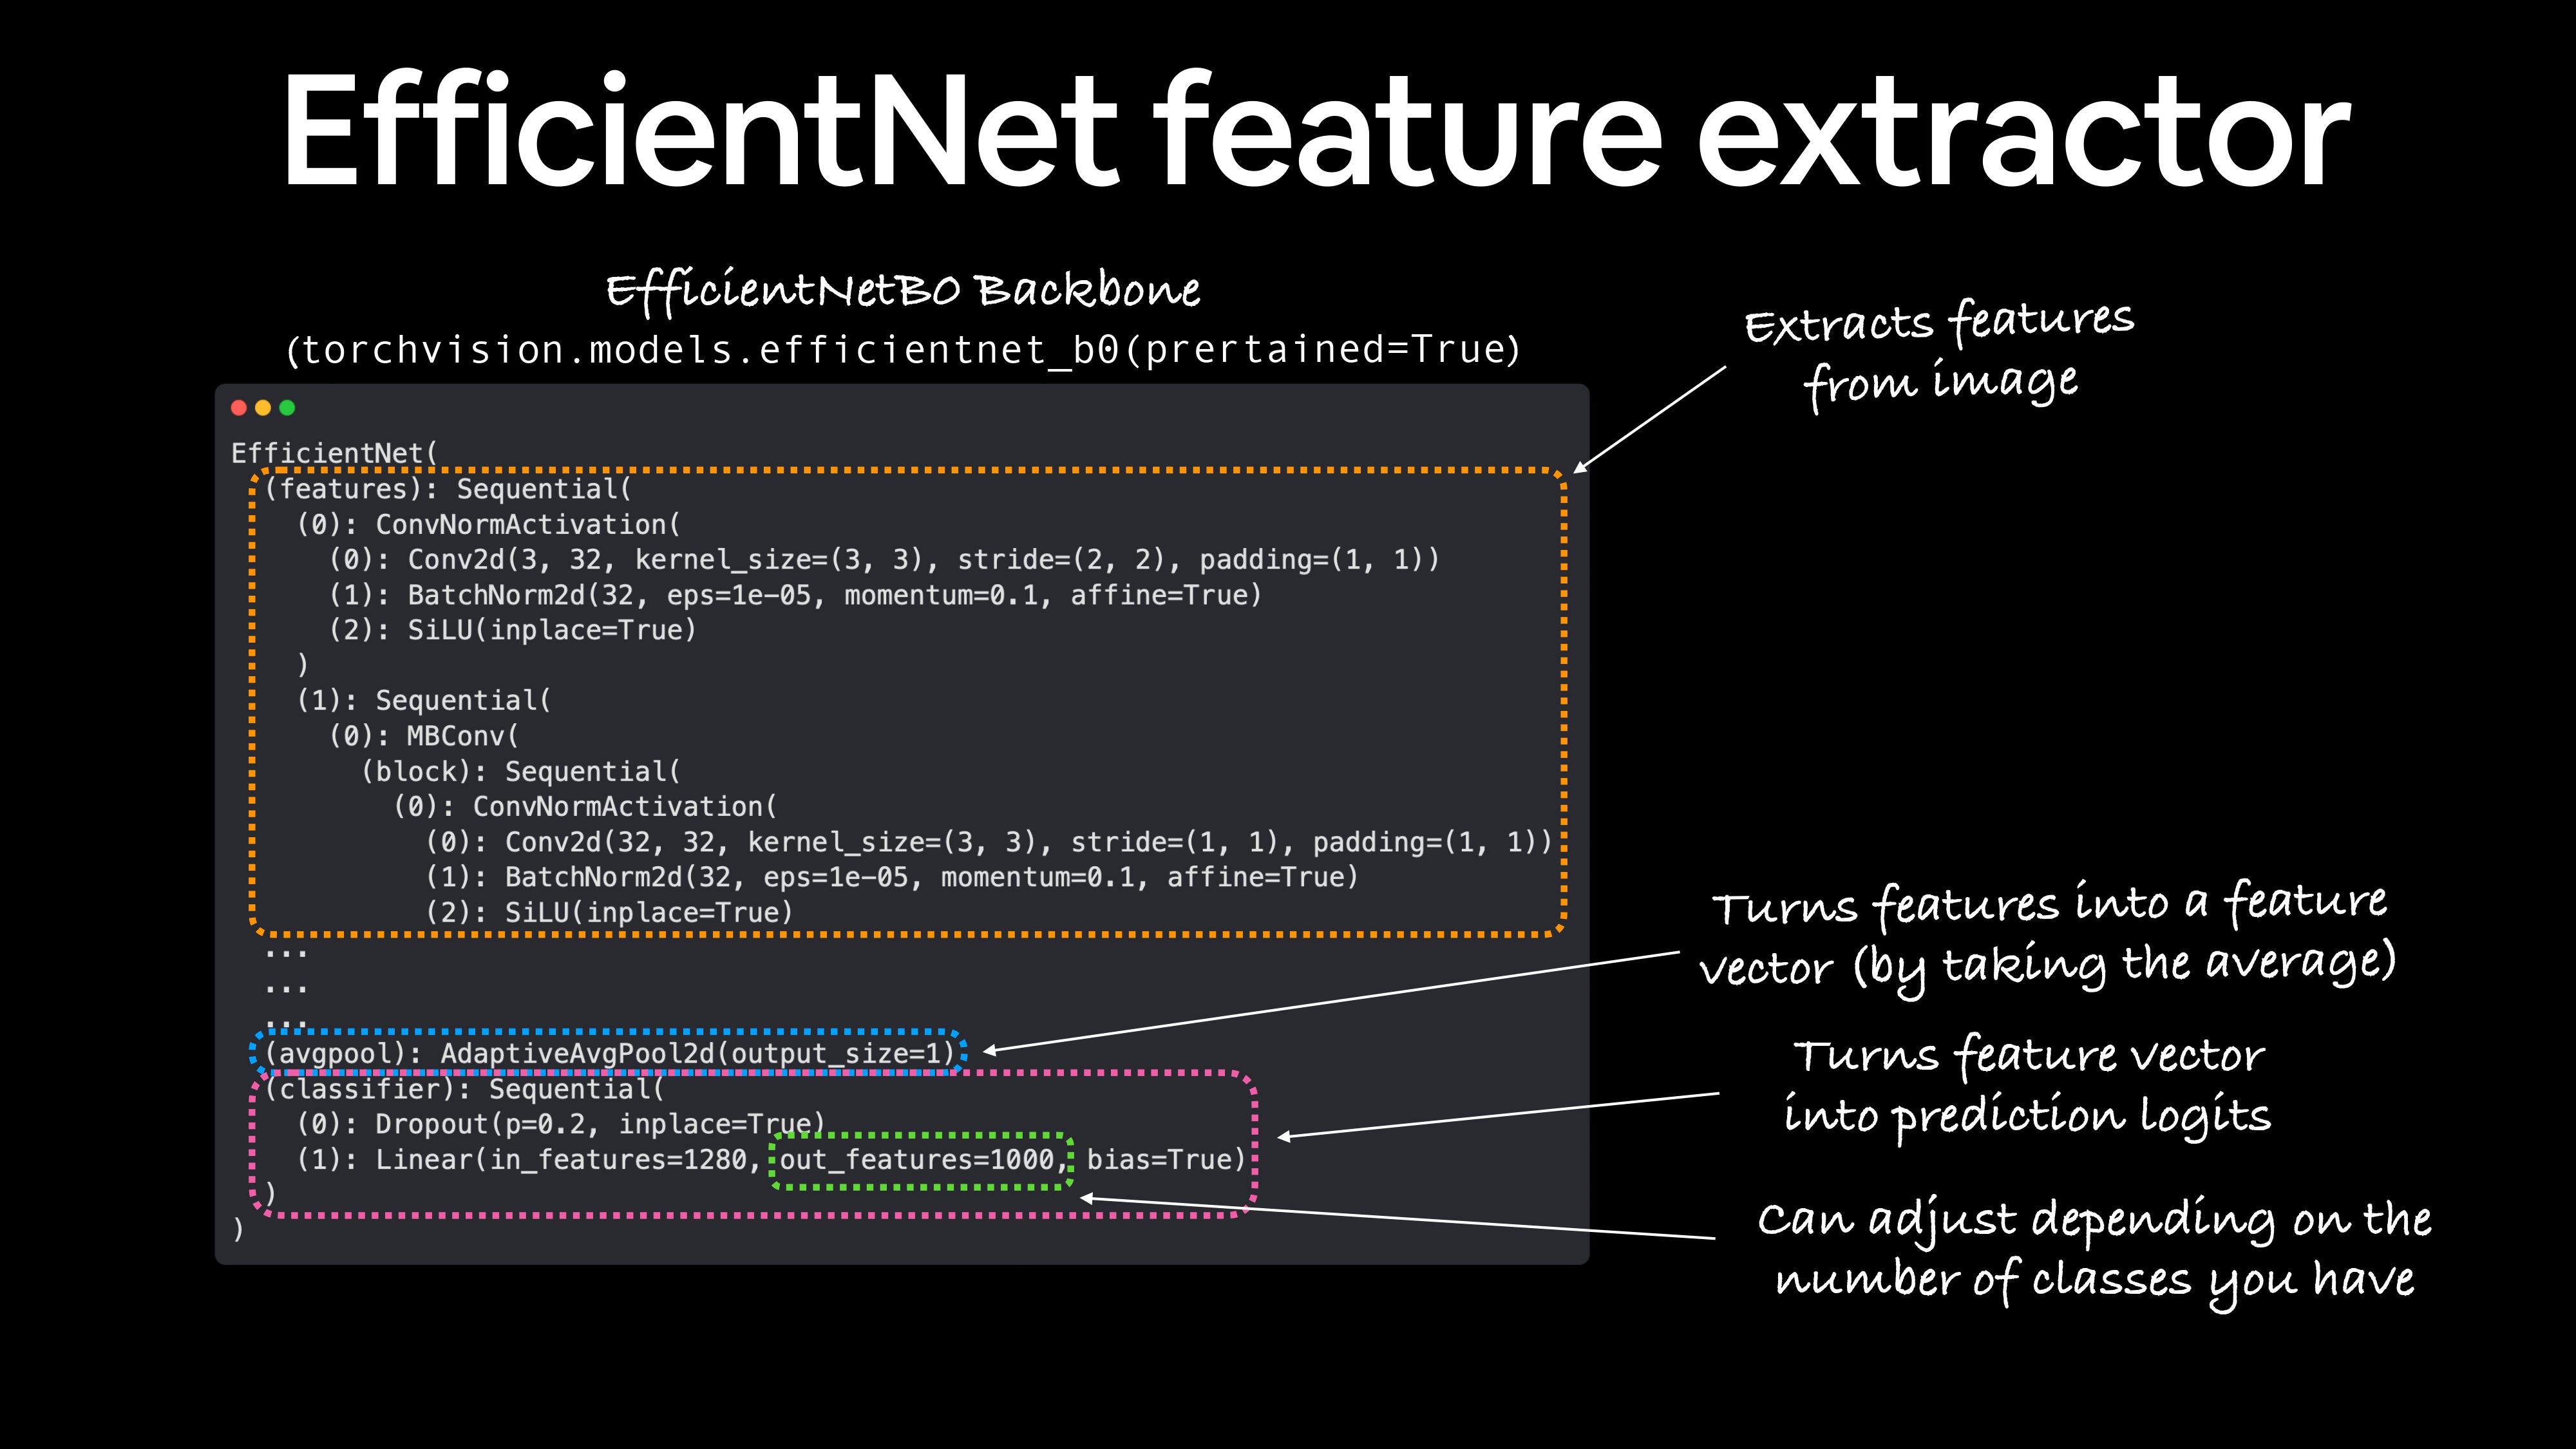 EfficientNet feature extractor
EfficientNetB0 Backbone
(torchvision.models.efficientnet_b0(prertained=True)
Extracts features
from image
EfficientNet(
(features): Sequential(
(0): ConvNormActivation(
(0): Conv2d(3, 32, kernel_size=(3, 3), stride=(2, 2), padding=(1, 1))
(1): BatchNorm2d(32, eps=1e-05, momentum=0.1, affine=True)
(2): SiLU(inplace=True)
)
(1): Sequential(
(0): MBConv(
(block): Sequential(
(0): ConvNormActivation(
(0): Conv2d(32, 32, kernel_size=(3, 3), stride=(1, 1), padding=(1, 1))
(1): BatchNorm2d(32, eps=1e-05, momentum=0.1, affine=True)
(2): SiLU(inplace=True)
...
...
...
(avgpool): AdaptiveAvgPool2d(output_size=1)
(classifier): Sequential(
(0): Dropout(p=0.2, inplace=True)
(1): Linear(in_features=1280, out_features=1000, bias=True)
)
)
Turns features into a feature
vector (by taking the average)
Turns feature vector
into prediction logits
Can adjust depending on the
number of classes you have